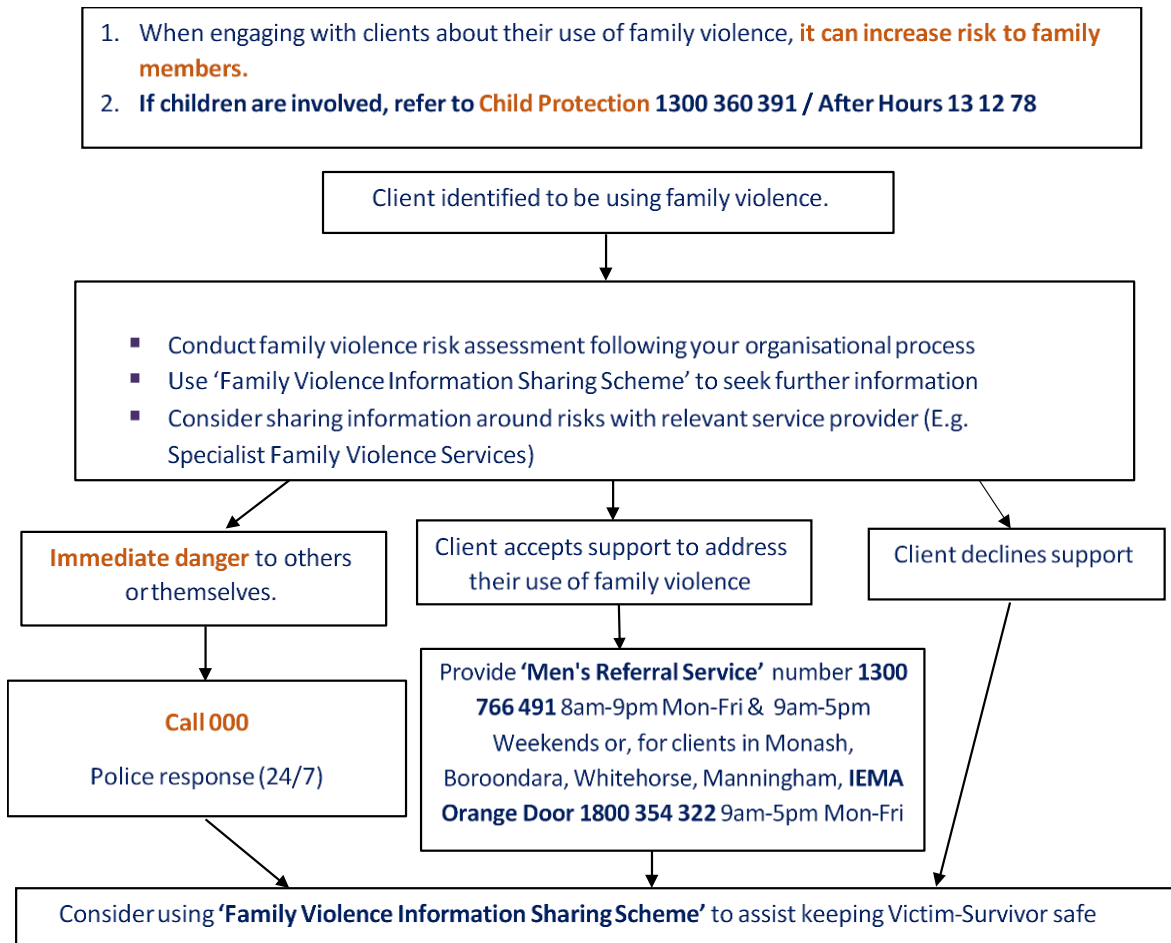 1. When engaging with clients about their use of family violence, it can increase risk to family
members.
2. If children are involved, refer to Child Protection 1300 360 391 / After Hours 13 12 78
Client identified to be using family violence.
▪ Conduct family violence risk assessment following your organisational process
▪ Use ‘Family Violence Information Sharing Scheme’ to seek further information
▪ Consider sharing information around risks with relevant service provider (E.g.
Specialist Family Violence Services)
Immediate danger to others
or themselves.
Client accepts support to address
their use of family violence
Client declines support
Call 000
Police response (24/7)
Provide ‘Men's Referral Service’ number 1300
766 491 8am-9pm Mon-Fri & 9am-5pm
Weekends or, for clients in Monash,
Boroondara, Whitehorse, Manningham, IEMA
Orange Door 1800 354 322 9am-5pm Mon-Fri
Consider using ‘Family Violence Information Sharing Scheme’ to assist keeping Victim-Survivor safe